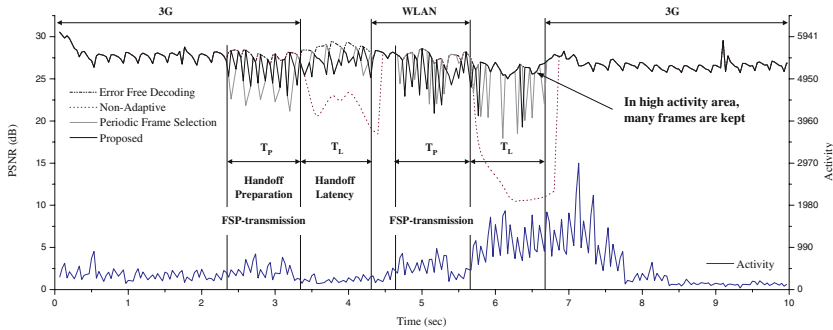 3G WLAN 3G
30 5941
25 4950
20 3960
15 2970
10 1980
5 990
0 0
PSNR (dB)
Activity
Error Free Decoding
Non-Adaptive
Periodic Frame Selection
Proposed
In high activity area,
many frames are kept
TP TL TP TL
Handoff
Preparation
Handoff
Latency
FSP-transmission FSP-transmission
Activity
0 1 2 3 4 5 6 7 8 9 10
Time (sec)